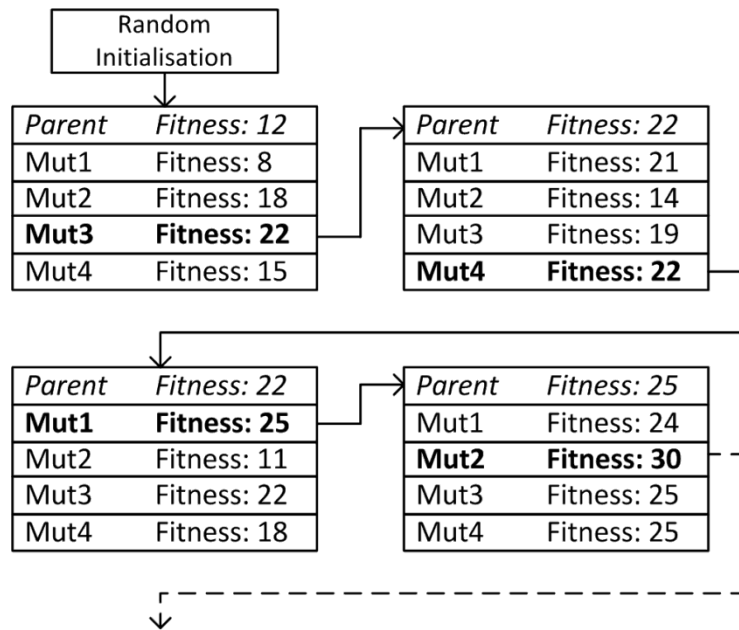 Random
Initialisation
Parent Fitness: 12
Mut1 Fitness: 8
Mut2 Fitness: 18
Mut3 Fitness: 22
Mut4 Fitness: 15
Parent Fitness: 22
Mut1 Fitness: 21
Mut2 Fitness: 14
Mut3 Fitness: 19
Mut4 Fitness: 22
Parent Fitness: 22
Mut1 Fitness: 25
Mut2 Fitness: 11
Mut3 Fitness: 22
Mut4 Fitness: 18
Parent Fitness: 25
Mut1 Fitness: 24
Mut2 Fitness: 30
Mut3 Fitness: 25
Mut4 Fitness: 25